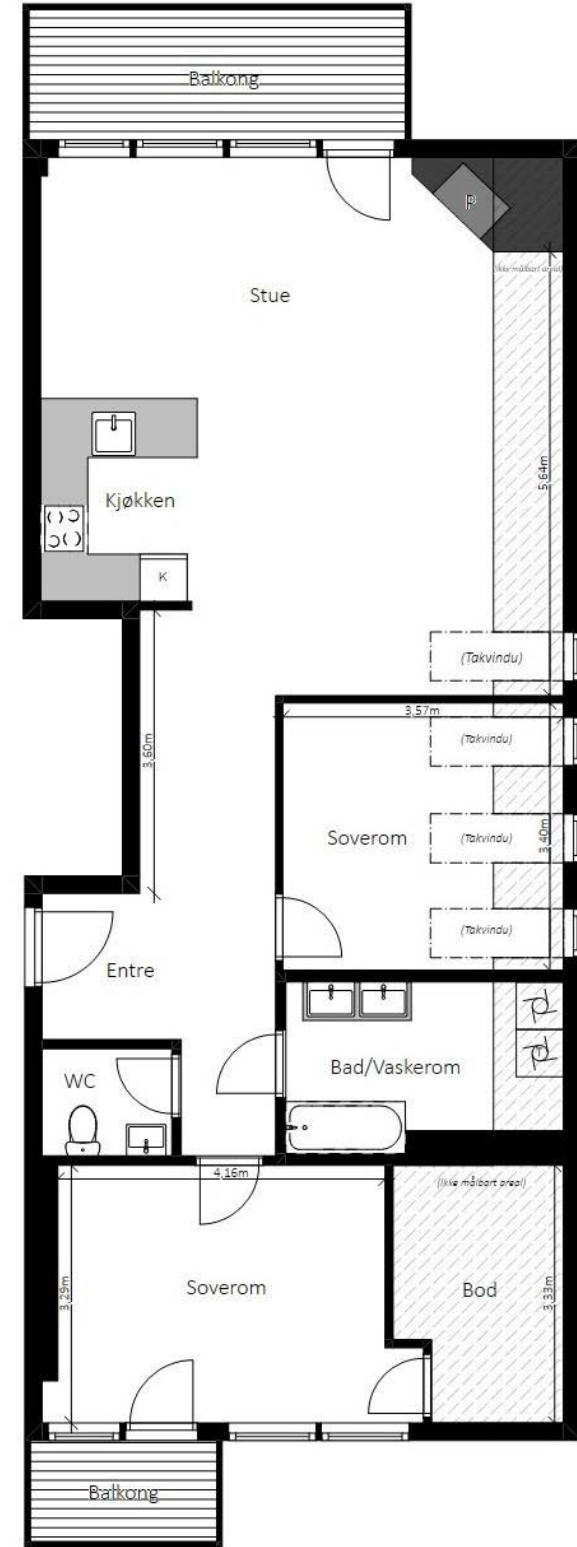 Balkong
P
(Ikke målbart areal)
Stue
5,64m
Kjøkken
K
(Takvindu)
3,57m
3,60m
(Takvindu)
Soverom
(Takvindu)
3,40m
(Takvindu)
Entre
WC
Bad/Vaskerom
4,16m
(Ikke målbart areal)
3,29m
Soverom
Bod
3,33m
Balkong